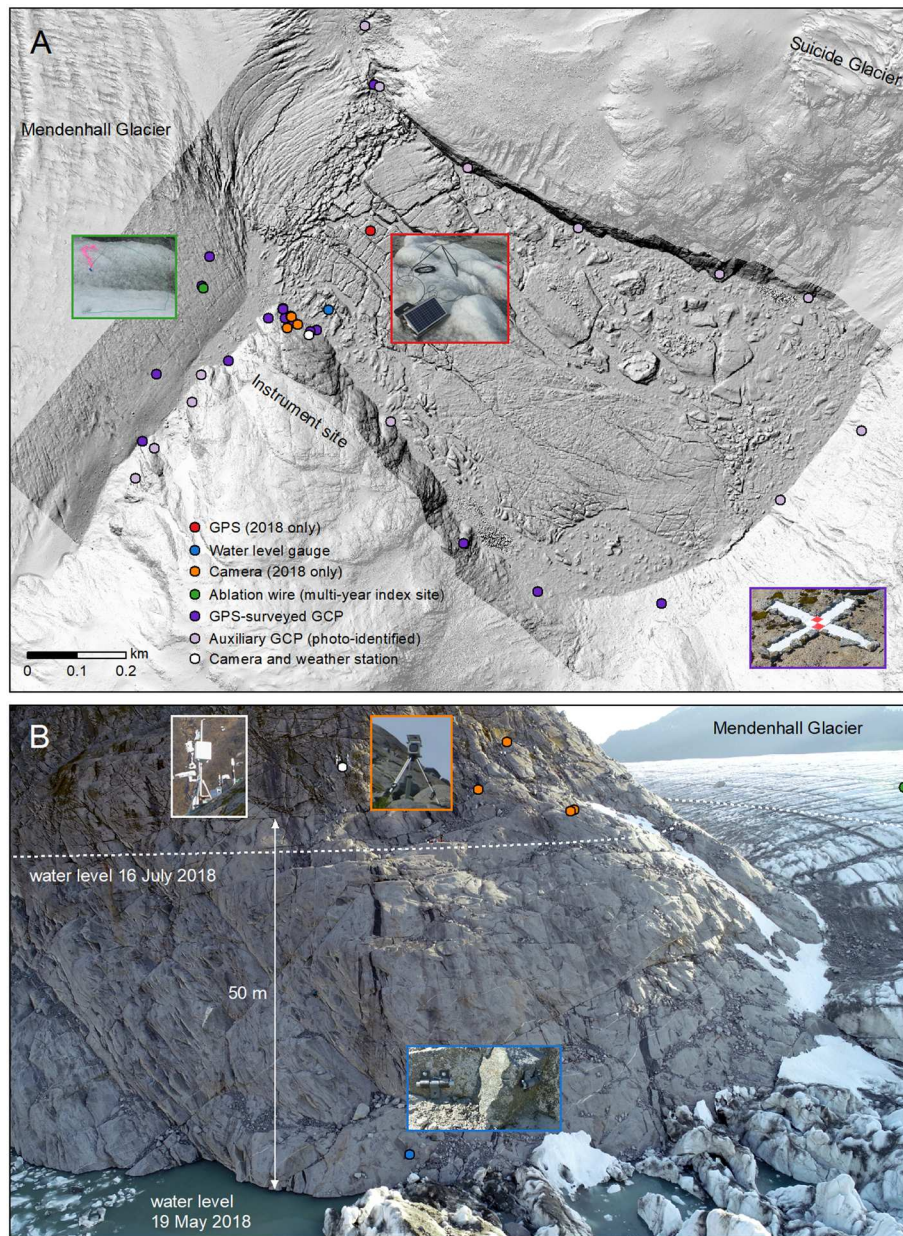 A
Mendenhall Glacier
Suicide Glacier
Instrument site
GPS (2018 only)
Water level gauge
Camera (2018 only)
Ablation wire (multi-year index site)
GPS-surveyed GCP
Auxiliary GCP (photo-identified)
Camera and weather station
km
0 0.1 0.2
B
Mendenhall Glacier
water level 16 July 2018
50 m
water level
19 May 2018